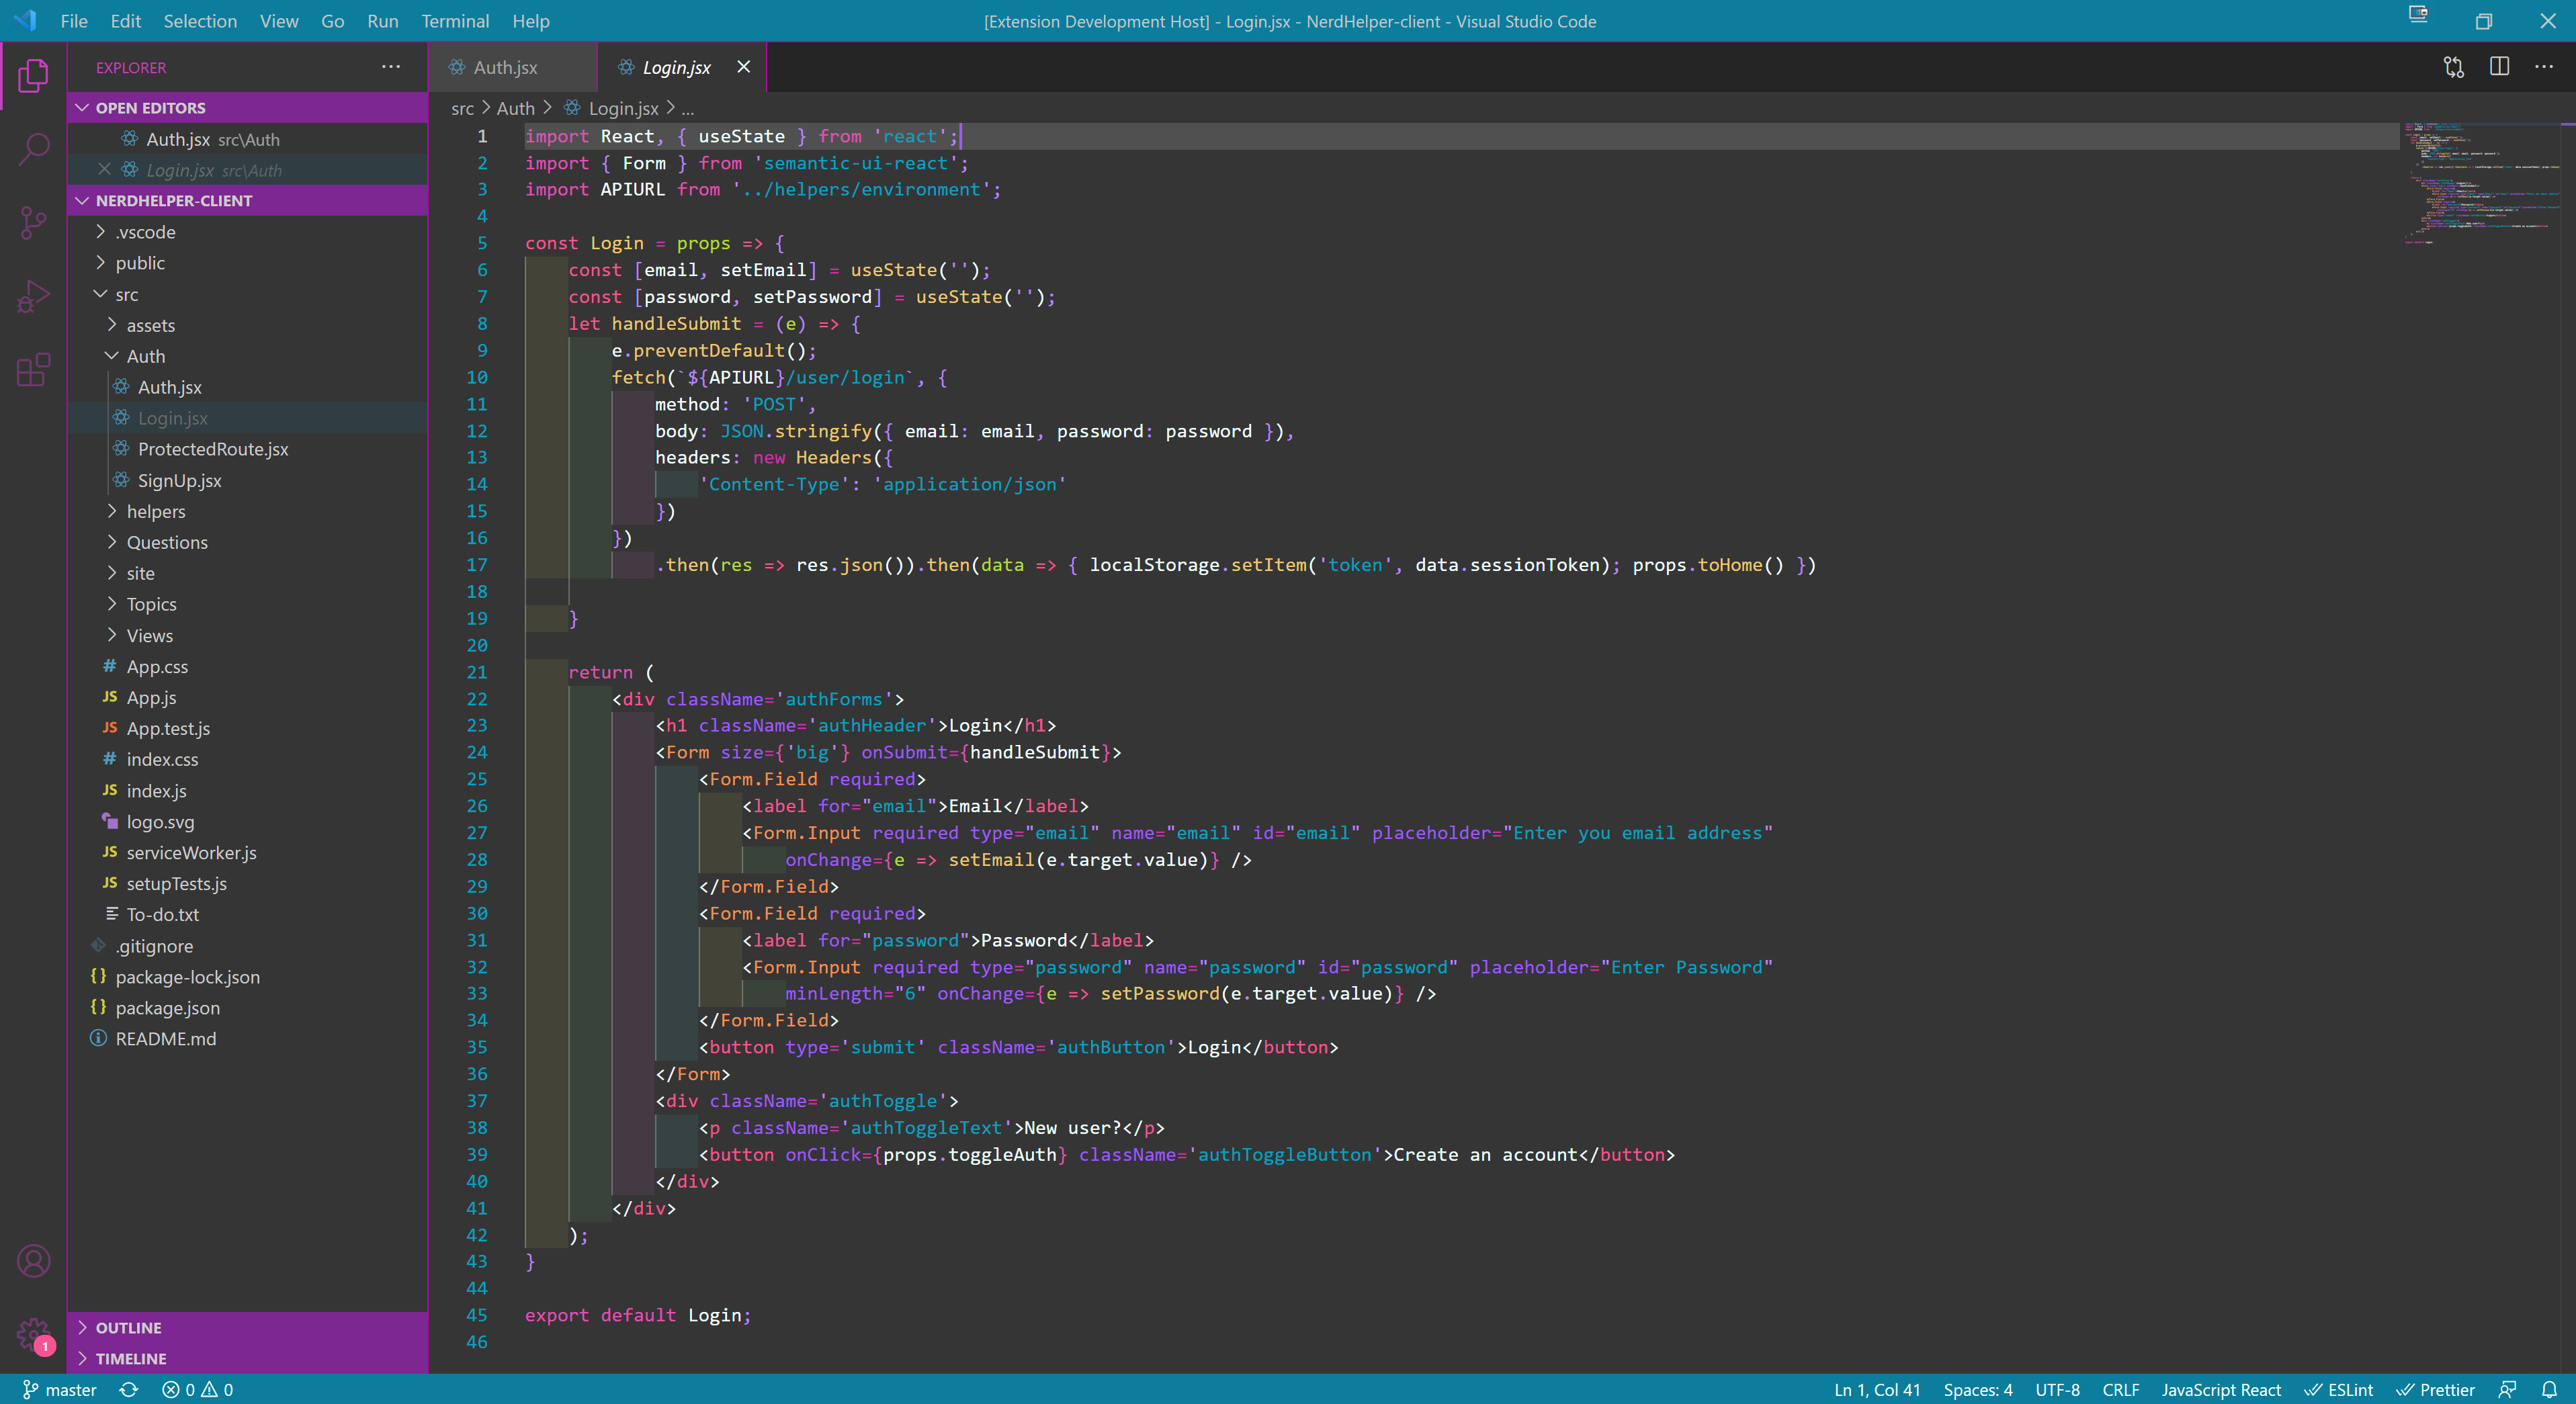 File Edit Selection View Go Run Terminal Help
[Extension Development Host] - Login.jsx - NerdHelper-client - Visual Studio Code
EXPLORER
OPEN EDITORS
Auth.jsx src\Auth
Login.jsx src\Auth
NERDHELPER-CLIENT
.vscode
public
src
assets
Auth
Auth.jsx
Login.jsx
ProtectedRoute.jsx
SignUp.jsx
helpers
Questions
site
Topics
Views
# App.css
JS App.js
JS App.test.js
# index.css
JS index.js
logo.svg
JS serviceWorker.js
JS setupTests.js
To-do.txt
.gitignore
{} package-lock.json
{} package.json
README.md
OUTLINE
TIMELINE
1
Auth.jsx Login.jsx
src > Auth > Login.jsx > ...
1 import React, { useState } from 'react';
2 import { Form } from 'semantic-ui-react';
3 import APIURL from '../helpers/environment';
4
5 const Login = props => {
6 const [email, setEmail] = useState('');
7 const [password, setPassword] = useState('');
8 let handleSubmit = (e) => {
9 e.preventDefault();
10 fetch(`${APIURL}/user/login`, {
11 method: 'POST',
12 body: JSON.stringify({ email: email, password: password }),
13 headers: new Headers({
14 'Content-Type': 'application/json'
15 })
16 })
17 .then(res => res.json()).then(data => { localStorage.setItem('token', data.sessionToken); props.toHome() })
18
19 }
20
21 return (
22 <div className='authForms'>
23 <h1 className='authHeader'>Login</h1>
24 <Form size={'big'} onSubmit={handleSubmit}>
25 <Form.Field required>
26 <label for="email">Email</label>
27 <Form.Input required type="email" name="email" id="email" placeholder="Enter you email address"
28 onChange={e => setEmail(e.target.value)} />
29 </Form.Field>
30 <Form.Field required>
31 <label for="password">Password</label>
32 <Form.Input required type="password" name="password" id="password" placeholder="Enter Password"
33 minLength="6" onChange={e => setPassword(e.target.value)} />
34 </Form.Field>
35 <button type='submit' className='authButton'>Login</button>
36 </Form>
37 <div className='authToggle'>
38 <p className='authToggleText'>New user?</p>
39 <button onClick={props.toggleAuth} className='authToggleButton'>Create an account</button>
40 </div>
41 </div>
42 );
43 }
44
45 export default Login;
46
master 0 0 Ln 1, Col 41 Spaces: 4 UTF-8 CRLF JavaScript React ESLint Prettier